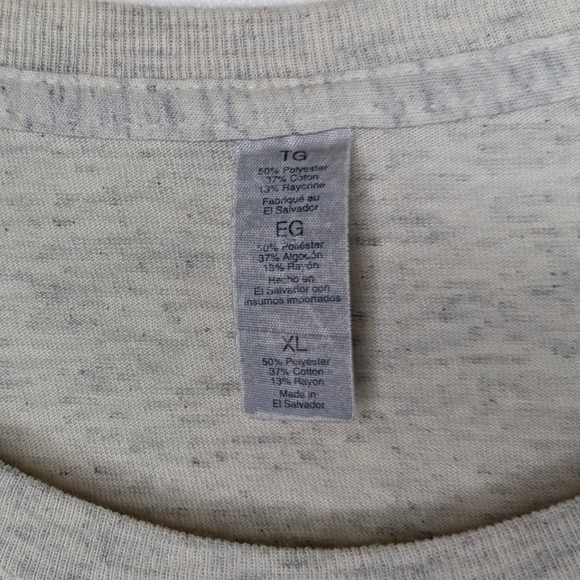 TG
50% Polyester
37% Coton
13% Rayonne
Fabriqué au
El Salvador
EG
50% Poliéster
37% Algodón
13% Rayón
Hecho en
El Salvador con
insumos importados
XL
50% Polyester
37% Cotton
13% Rayon
Made in
El Salvador